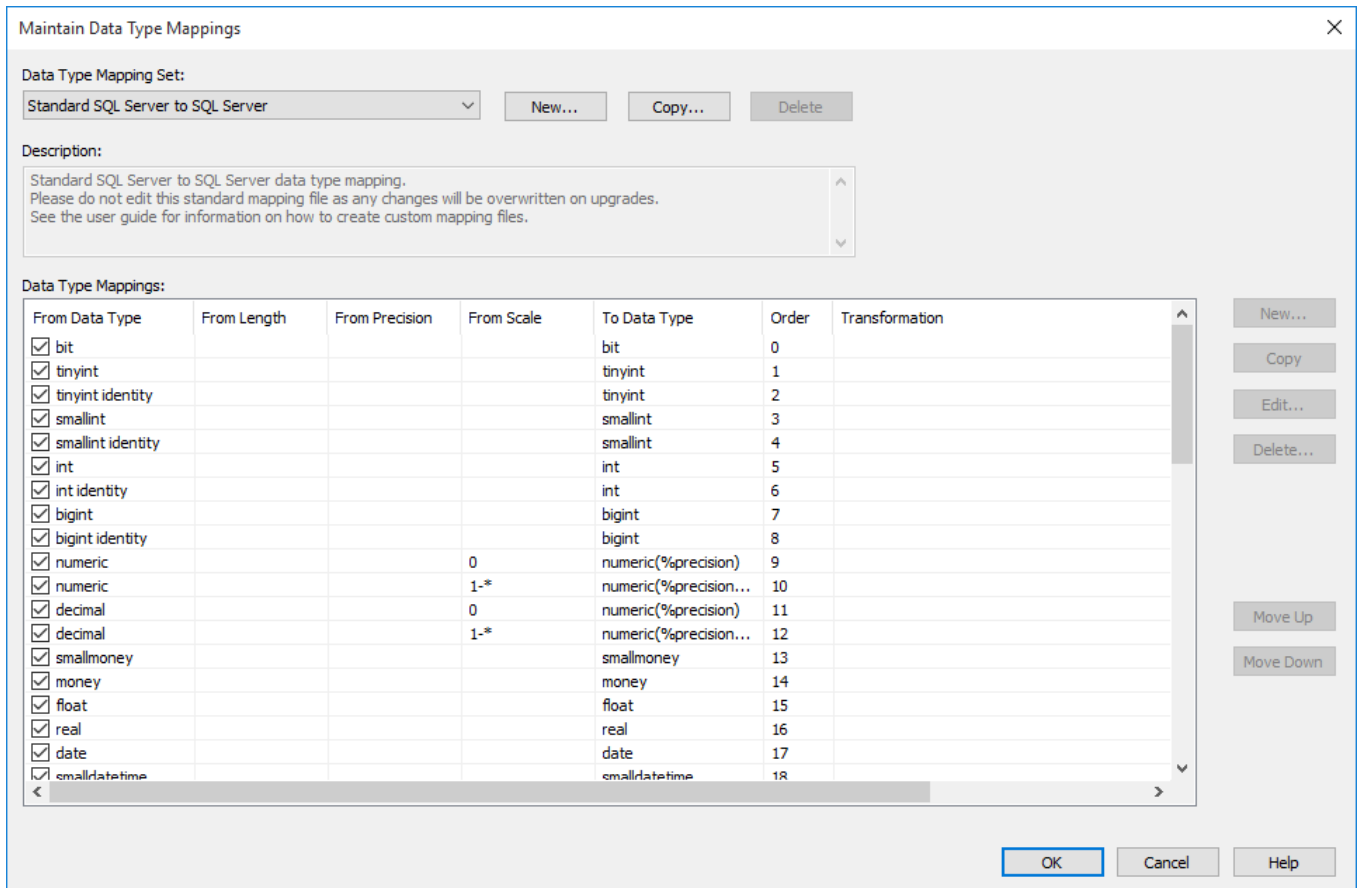 Maintain Data Type Mappings
Data Type Mapping Set:
Standard SQL Server to SQL Server New... Copy... Delete
Description:
Standard SQL Server to SQL Server data type mapping.
Please do not edit this standard mapping file as any changes will be overwritten on upgrades.
See the user guide for information on how to create custom mapping files.
Data Type Mappings:
From Data Type From Length From Precision From Scale To Data Type Order Transformation
bit bit 0
tinyint tinyint 1
tinyint identity tinyint 2
smallint smallint 3
smallint identity smallint 4
int int 5
int identity int 6
bigint bigint 7
bigint identity bigint 8
numeric 0 numeric(%precision) 9
numeric 1-* numeric(%precision... 10
decimal 0 numeric(%precision) 11
decimal 1-* numeric(%precision... 12
smallmoney smallmoney 13
money money 14
float float 15
real real 16
date date 17
smalldatetime smalldatetime 18
New...
Copy
Edit...
Delete...
Move Up
Move Down
OK Cancel Help